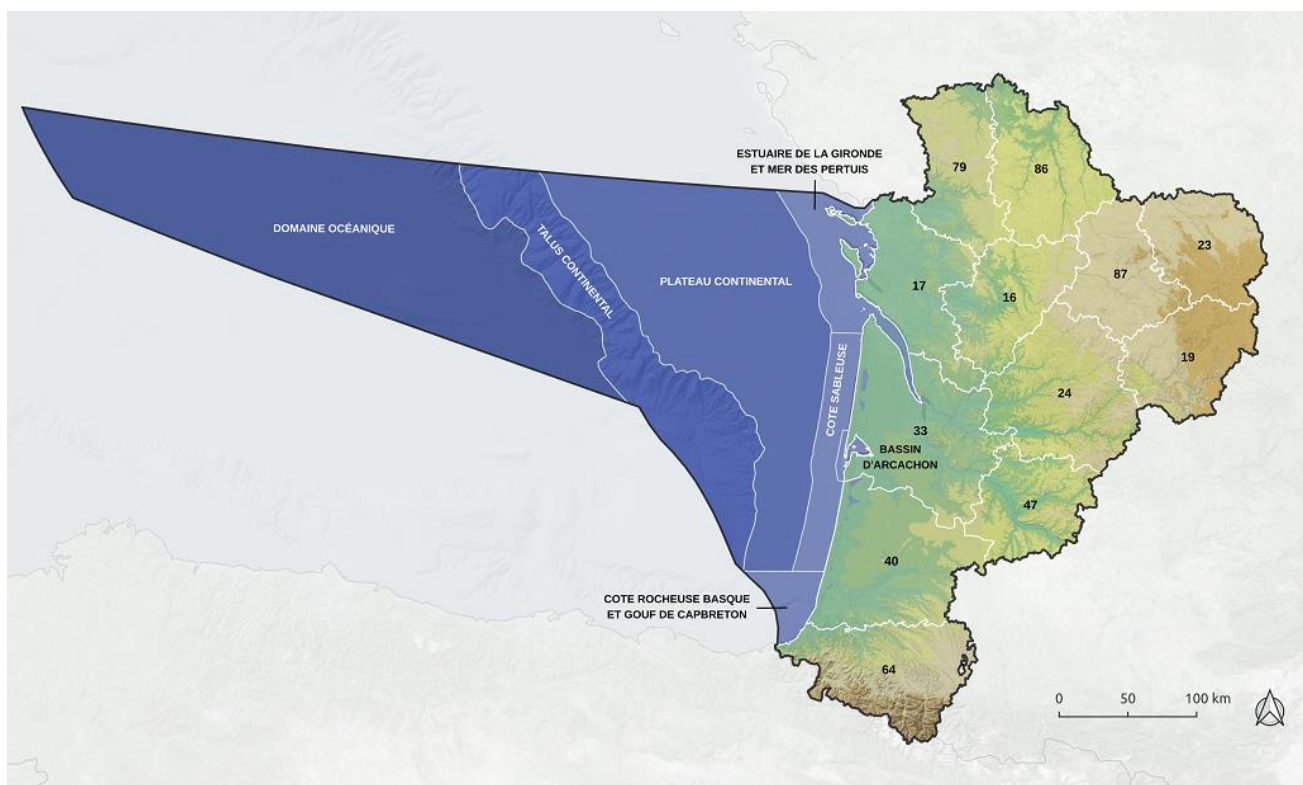 ESTUAIRE DE LA GIRONDE
ET MER DES PERTUIS
79
86
DOMAINE OCÉANIQUE
TALUS CONTINENTAL
PLATEAU CONTINENTAL
23
87
17
16
19
COTE SABLEUSE
24
33
BASSIN
D'ARCACHON
47
40
COTE ROCHEUSE BASQUE
ET GOUF DE CAPBRETON
64
0 50 100 km